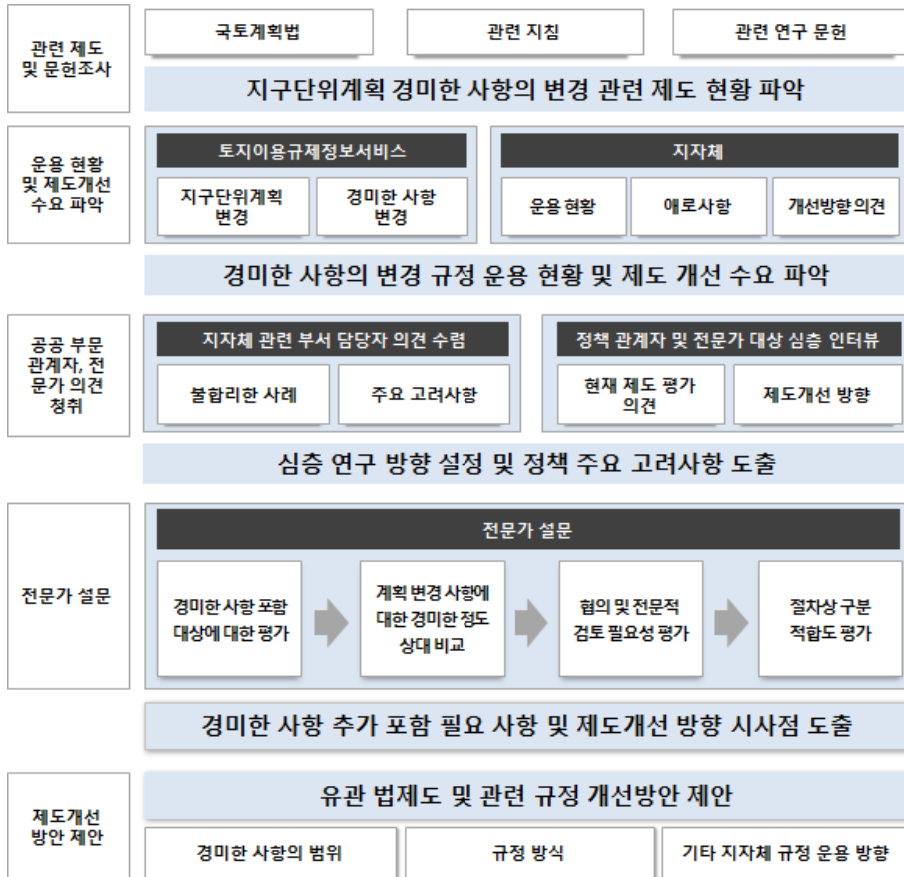 관련 제도
및 문헌조사
국토계획법
관련 지침
관련 연구 문헌
지구단위계획 경미한 사항의 변경 관련 제도 현황 파악
운용 현황
및 제도개선
수요 파악
토지이용규제정보서비스
지구단위계획
변경
경미한 사항
변경
지자체
운용 현황
애로사항
개선방향 의견
경미한 사항의 변경 규정 운용 현황 및 제도 개선 수요 파악
공공 부문
관계자, 전
문가 의견
청취
지자체 관련 부서 담당자 의견 수렴
불합리한 사례
주요 고려사항
정책 관계자 및 전문가 대상 심층 인터뷰
현재 제도 평가
의견
제도개선 방향
심층 연구 방향 설정 및 정책 주요 고려사항 도출
전문가 설문
전문가 설문
경미한 사항 포함
대상에 대한 평가
계획 변경 사항에
대한 경미한 정도
상대 비교
협의 및 전문적
검토 필요성 평가
절차상 구분
적합도 평가
경미한 사항 추가 포함 필요 사항 및 제도개선 방향 시사점 도출
제도개선
방안 제안
유관 법제도 및 관련 규정 개선방안 제안
경미한 사항의 범위
규정 방식
기타 지자체 규정 운용 방향